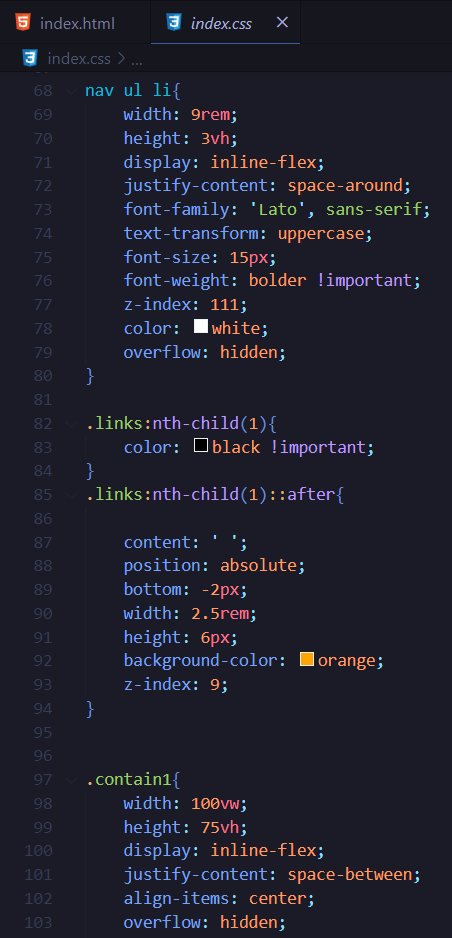 index.html
index.css ×
index.css > ...
68 nav ul li{
69 width: 9rem;
70 height: 3vh;
71 display: inline-flex;
72 justify-content: space-around;
73 font-family: 'Lato', sans-serif;
74 text-transform: uppercase;
75 font-size: 15px;
76 font-weight: bolder !important;
77 z-index: 111;
78 color: white;
79 overflow: hidden;
80 }
81
82 .links:nth-child(1){
83 color: black !important;
84 }
85 .links:nth-child(1)::after{
86
87 content: ' ';
88 position: absolute;
89 bottom: -2px;
90 width: 2.5rem;
91 height: 6px;
92 background-color: orange;
93 z-index: 9;
94 }
95
96
97 .contain1{
98 width: 100vw;
99 height: 75vh;
100 display: inline-flex;
101 justify-content: space-between;
102 align-items: center;
103 overflow: hidden;